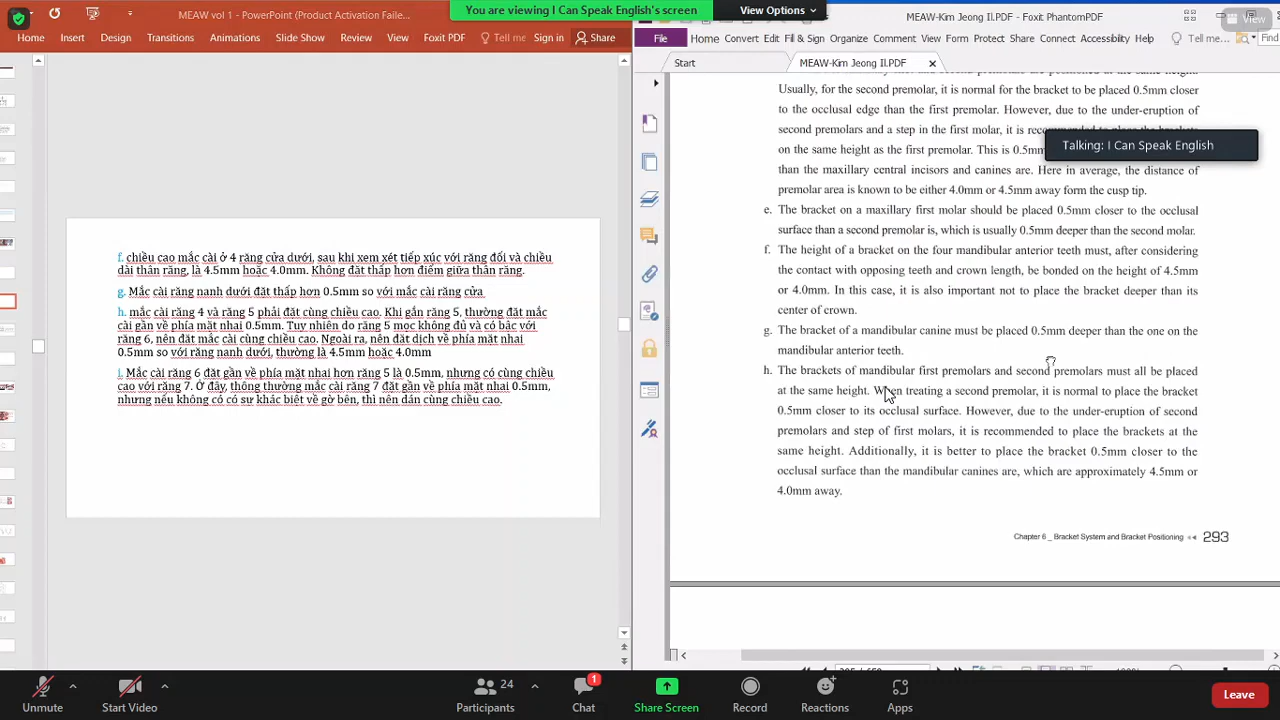 MEAW vol 1 - PowerPoint (Product Activation Faile...
You are viewing I Can Speak English's screen
View Options
MEAW-Kim Jeong Il.PDF - Foxit PhantomPDF
View
Home Design Transitions Animations Slide Show Review View Foxit PDF Tell me... Sign in Share
File Home Convert Edit Fill & Sign Organize Comment View Form Protect Share Connect Accessibility Help Tell me... Find
Start MEAW-Kim Jeong Il.PDF
Usually, for the second premolar, it is normal for the bracket to be placed 0.5mm closer
to the occlusal edge than the first premolar. However, due to the under-eruption of
second premolars and a step in the first molar, it is recommended to place the brackets
on the same height as the first premolar. This is 0.5mm
Talking: I Can Speak English
than the maxillary central incisors and canines are. Here in average, the distance of
premolar area is known to be either 4.0mm or 4.5mm away form the cusp tip.
e. The bracket on a maxillary first molar should be placed 0.5mm closer to the occlusal
surface than a second premolar is, which is usually 0.5mm deeper than the second molar.
f. The height of a bracket on the four mandibular anterior teeth must, after considering
the contact with opposing teeth and crown length, be bonded on the height of 4.5mm
or 4.0mm. In this case, it is also important not to place the bracket deeper than its
center of crown.
g. The bracket of a mandibular canine must be placed 0.5mm deeper than the one on the
mandibular anterior teeth.
h. The brackets of mandibular first premolars and second premolars must all be placed
at the same height. When treating a second premolar, it is normal to place the bracket
0.5mm closer to its occlusal surface. However, due to the under-eruption of second
premolars and step of first molars, it is recommended to place the brackets at the
same height. Additionally, it is better to place the bracket 0.5mm closer to the
occlusal surface than the mandibular canines are, which are approximately 4.5mm or
4.0mm away.
Chapter 6 _ Bracket System and Bracket Positioning 293
f. chiều cao mắc cài ở 4 răng cửa dưới, sau khi xem xét tiếp xúc với răng đối và chiều
dài thân răng, là 4.5mm hoặc 4.0mm. Không đặt thấp hơn điểm giữa thân răng.
g. Mắc cài răng nanh dưới đặt thấp hơn 0.5mm so với mắc cài răng cửa
h. mắc cài răng 4 và răng 5 phải đặt cùng chiều cao. Khi gắn răng 5, thường đặt mắc
cài gần về phía mặt nhai 0.5mm. Tuy nhiên do răng 5 mọc không đủ và có bậc với
răng 6, nên đặt mắc cài cùng chiều cao. Ngoài ra, nên đặt dịch về phía mặt nhai
0.5mm so với răng nanh dưới, thường là 4.5mm hoặc 4.0mm
i. Mắc cài răng 6 đặt gần về phía mặt nhai hơn răng 5 là 0.5mm, nhưng có cùng chiều
cao với răng 7. Ở đây, thông thường mắc cài răng 7 đặt gần về phía mặt nhai 0.5mm,
nhưng nếu không có có sự khác biệt về gờ bên, thì nên dán cùng chiều cao.
Unmute Start Video 24 Participants 1 Chat Share Screen Record Reactions Apps Leave